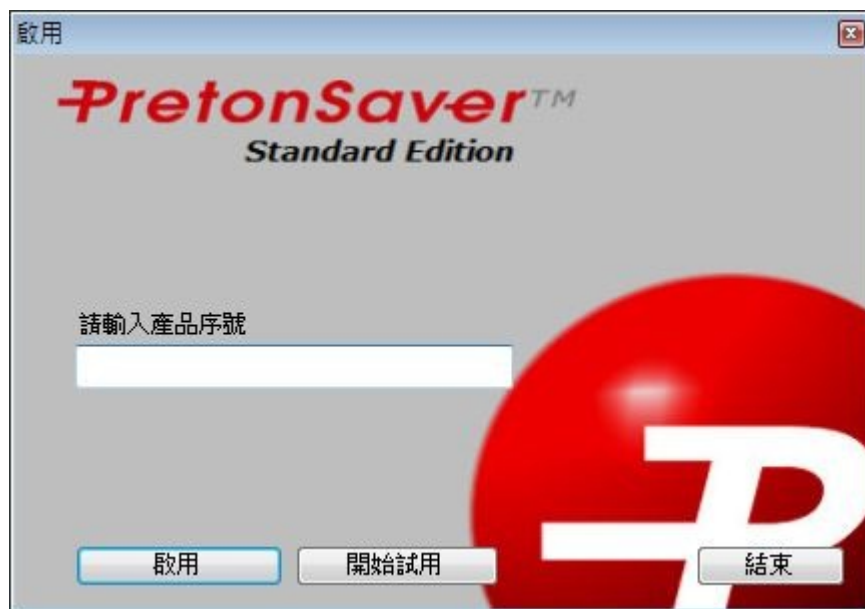 啟用
PretonSaver™
Standard Edition
請輸入產品序號
啟用
開始試用
結束